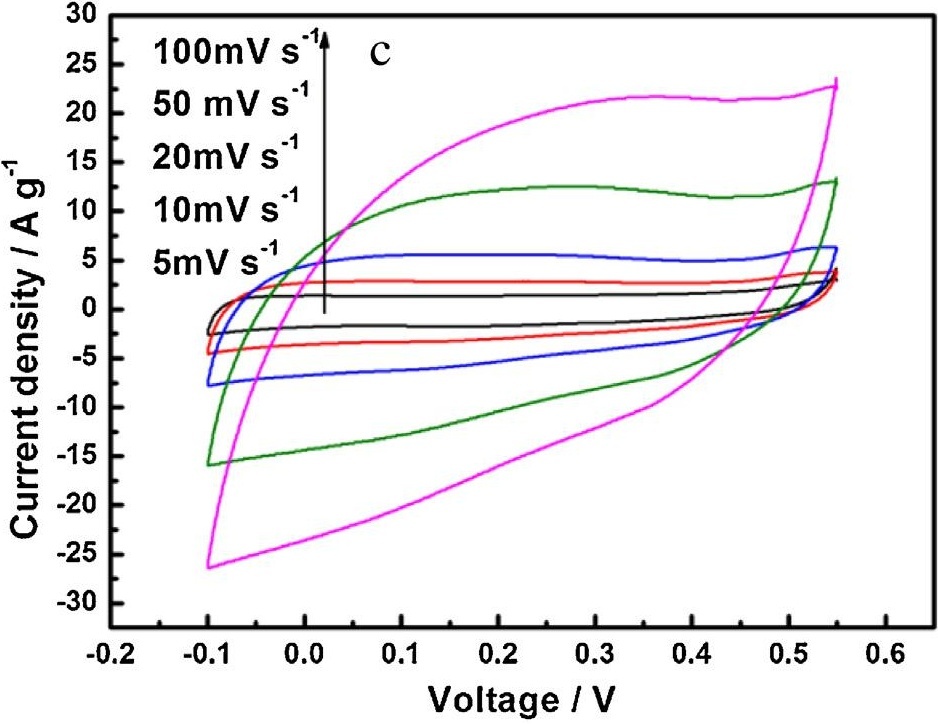 30
25
20
15
10
5
0
-5
-10
-15
-20
-25
-30
Current density / A g⁻¹
100mV s⁻¹
50 mV s⁻¹
20mV s⁻¹
10mV s⁻¹
5mV s⁻¹
c
-0.2 -0.1 0.0 0.1 0.2 0.3 0.4 0.5 0.6
Voltage / V